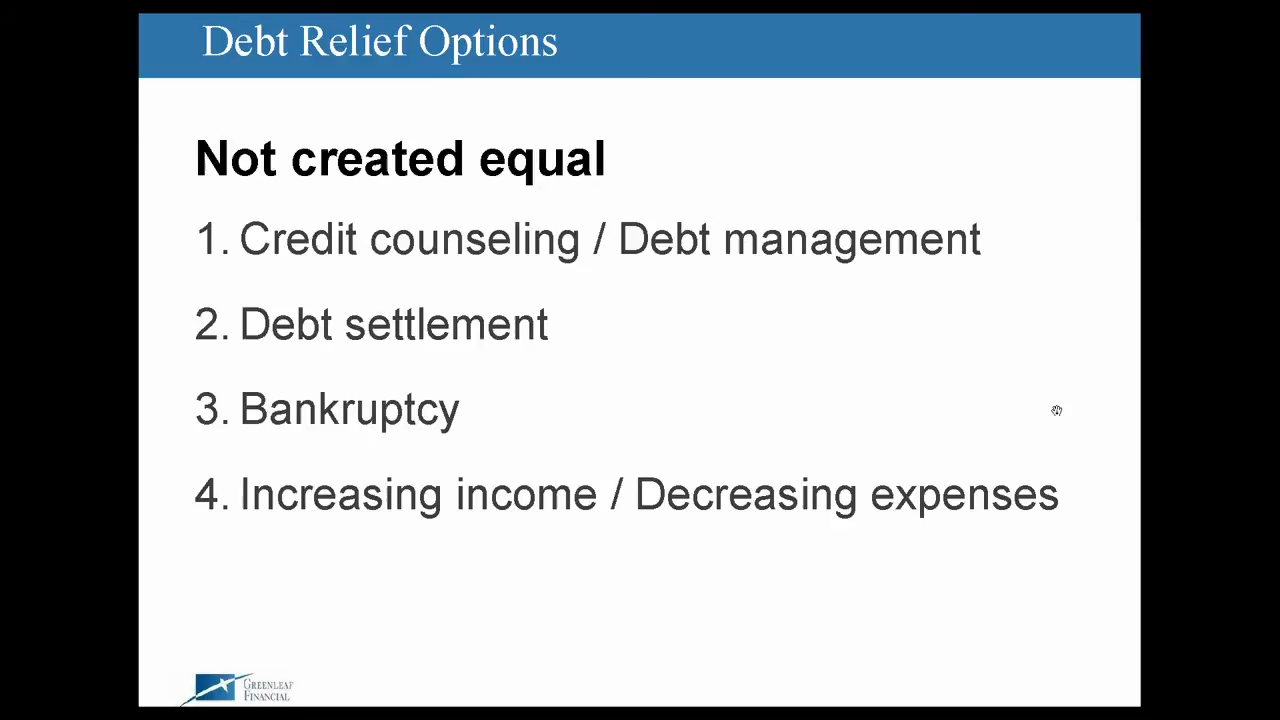 Debt Relief Options
Not created equal
1. Credit counseling / Debt management
2. Debt settlement
3. Bankruptcy
4. Increasing income / Decreasing expenses
GREENLEAF
FINANCIAL